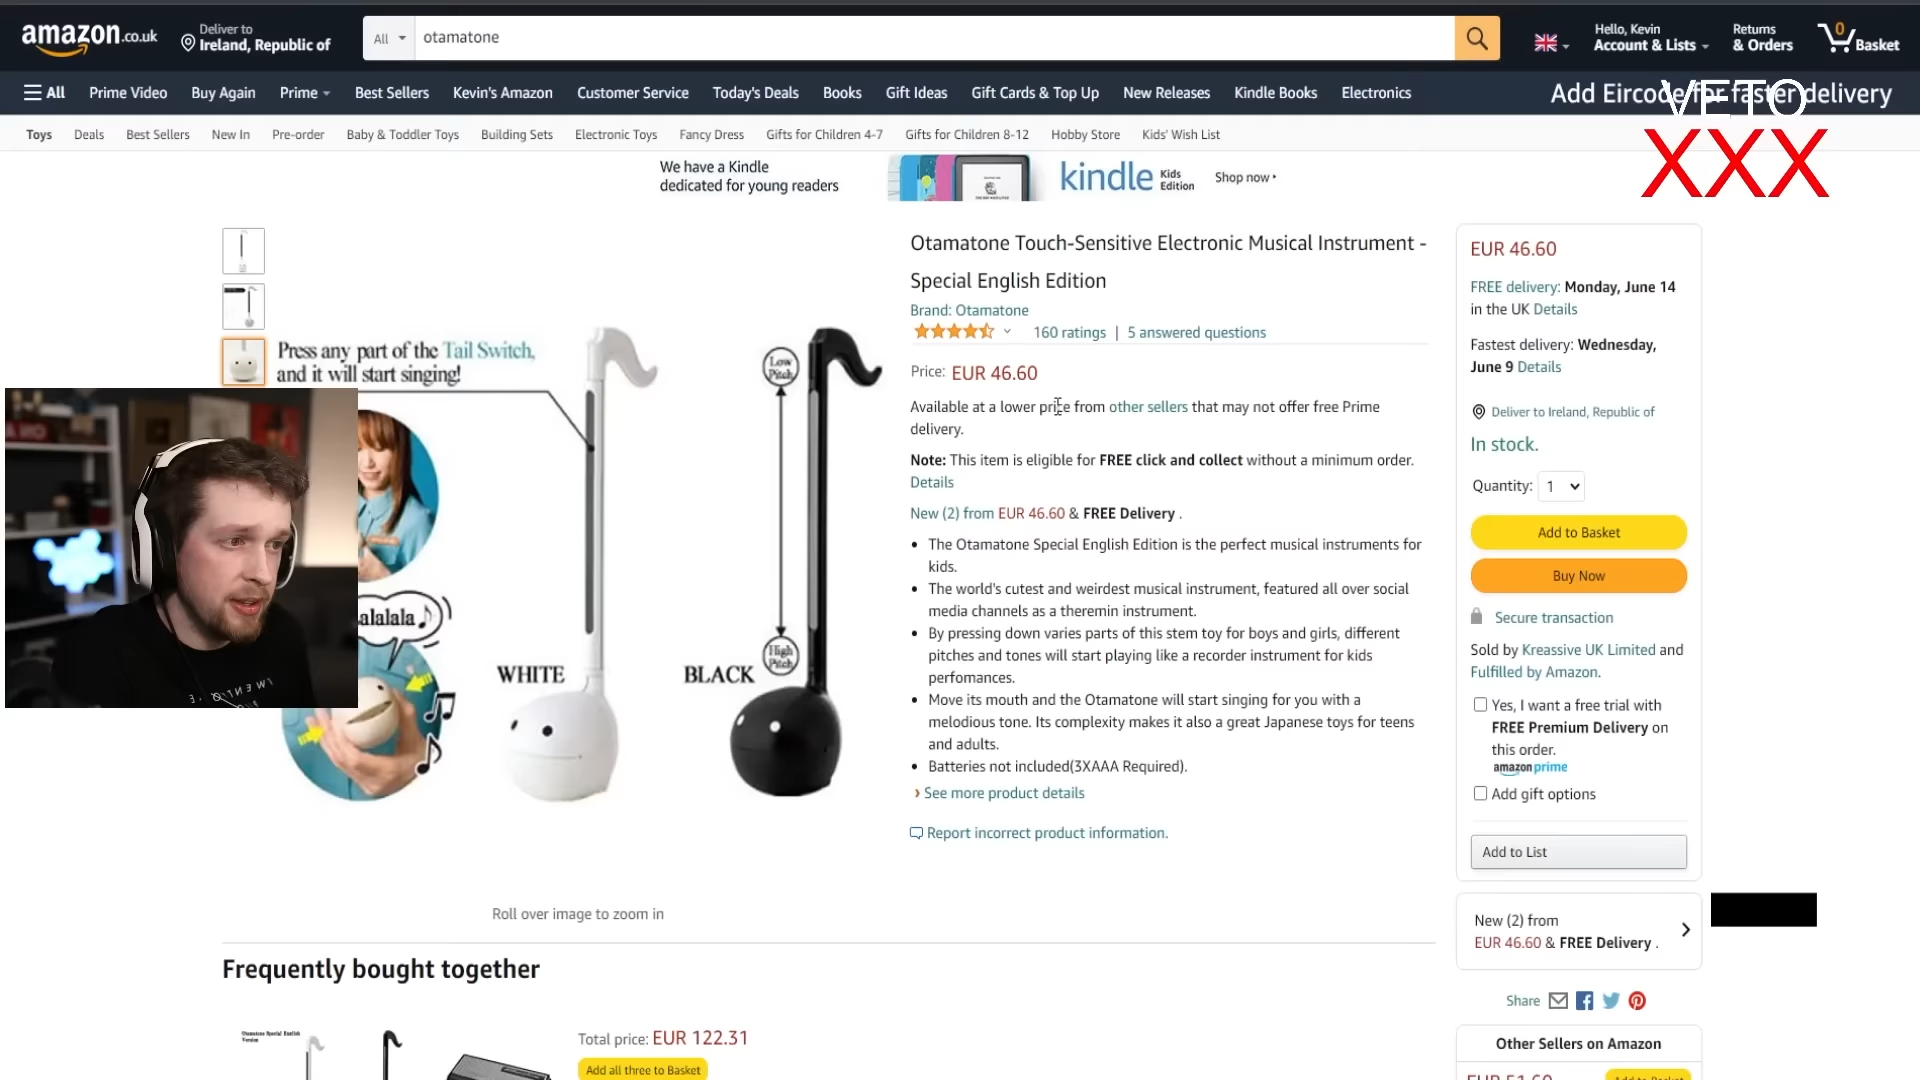 amazon.co.uk
Deliver to
Ireland, Republic of
All
otamatone
Hello, Kevin
Account & Lists
Returns
& Orders
0
Basket
All
Prime Video
Buy Again
Prime
Best Sellers
Kevin's Amazon
Customer Service
Today's Deals
Books
Gift Ideas
Gift Cards & Top Up
New Releases
Kindle Books
Electronics
Add Eircode for faster delivery
VETO
XXX
Toys
Deals
Best Sellers
New In
Pre-order
Baby & Toddler Toys
Building Sets
Electronic Toys
Fancy Dress
Gifts for Children 4-7
Gifts for Children 8-12
Hobby Store
Kids' Wish List
We have a Kindle
dedicated for young readers
kindle
Kids
Edition
Shop now
Press any part of the Tail Switch,
and it will start singing!
Low
Pitch
High
Pitch
alalala
WHITE
BLACK
Roll over image to zoom in
Otamatone Touch-Sensitive Electronic Musical Instrument -
Special English Edition
Brand: Otamatone
160 ratings | 5 answered questions
Price: EUR 46.60
Available at a lower price from other sellers that may not offer free Prime
delivery.
Note: This item is eligible for FREE click and collect without a minimum order.
Details
New (2) from EUR 46.60 & FREE Delivery .
• The Otamatone Special English Edition is the perfect musical instruments for
kids.
• The world's cutest and weirdest musical instrument, featured all over social
media channels as a theremin instrument.
• By pressing down varies parts of this stem toy for boys and girls, different
pitches and tones will start playing like a recorder instrument for kids
perfomances.
• Move its mouth and the Otamatone will start singing for you with a
melodious tone. Its complexity makes it also a great Japanese toys for teens
and adults.
• Batteries not included(3XAAA Required).
› See more product details
Report incorrect product information.
EUR 46.60
FREE delivery: Monday, June 14
in the UK Details
Fastest delivery: Wednesday,
June 9 Details
Deliver to Ireland, Republic of
In stock.
Quantity: 1
Add to Basket
Buy Now
Secure transaction
Sold by Kreassive UK Limited and
Fulfilled by Amazon.
Yes, I want a free trial with
FREE Premium Delivery on
this order.
amazon prime
Add gift options
Add to List
New (2) from
EUR 46.60 & FREE Delivery .
Share
Other Sellers on Amazon
EUR 51.60
Add to Basket
Frequently bought together
Otamatone Special English
Version
Total price: EUR 122.31
Add all three to Basket